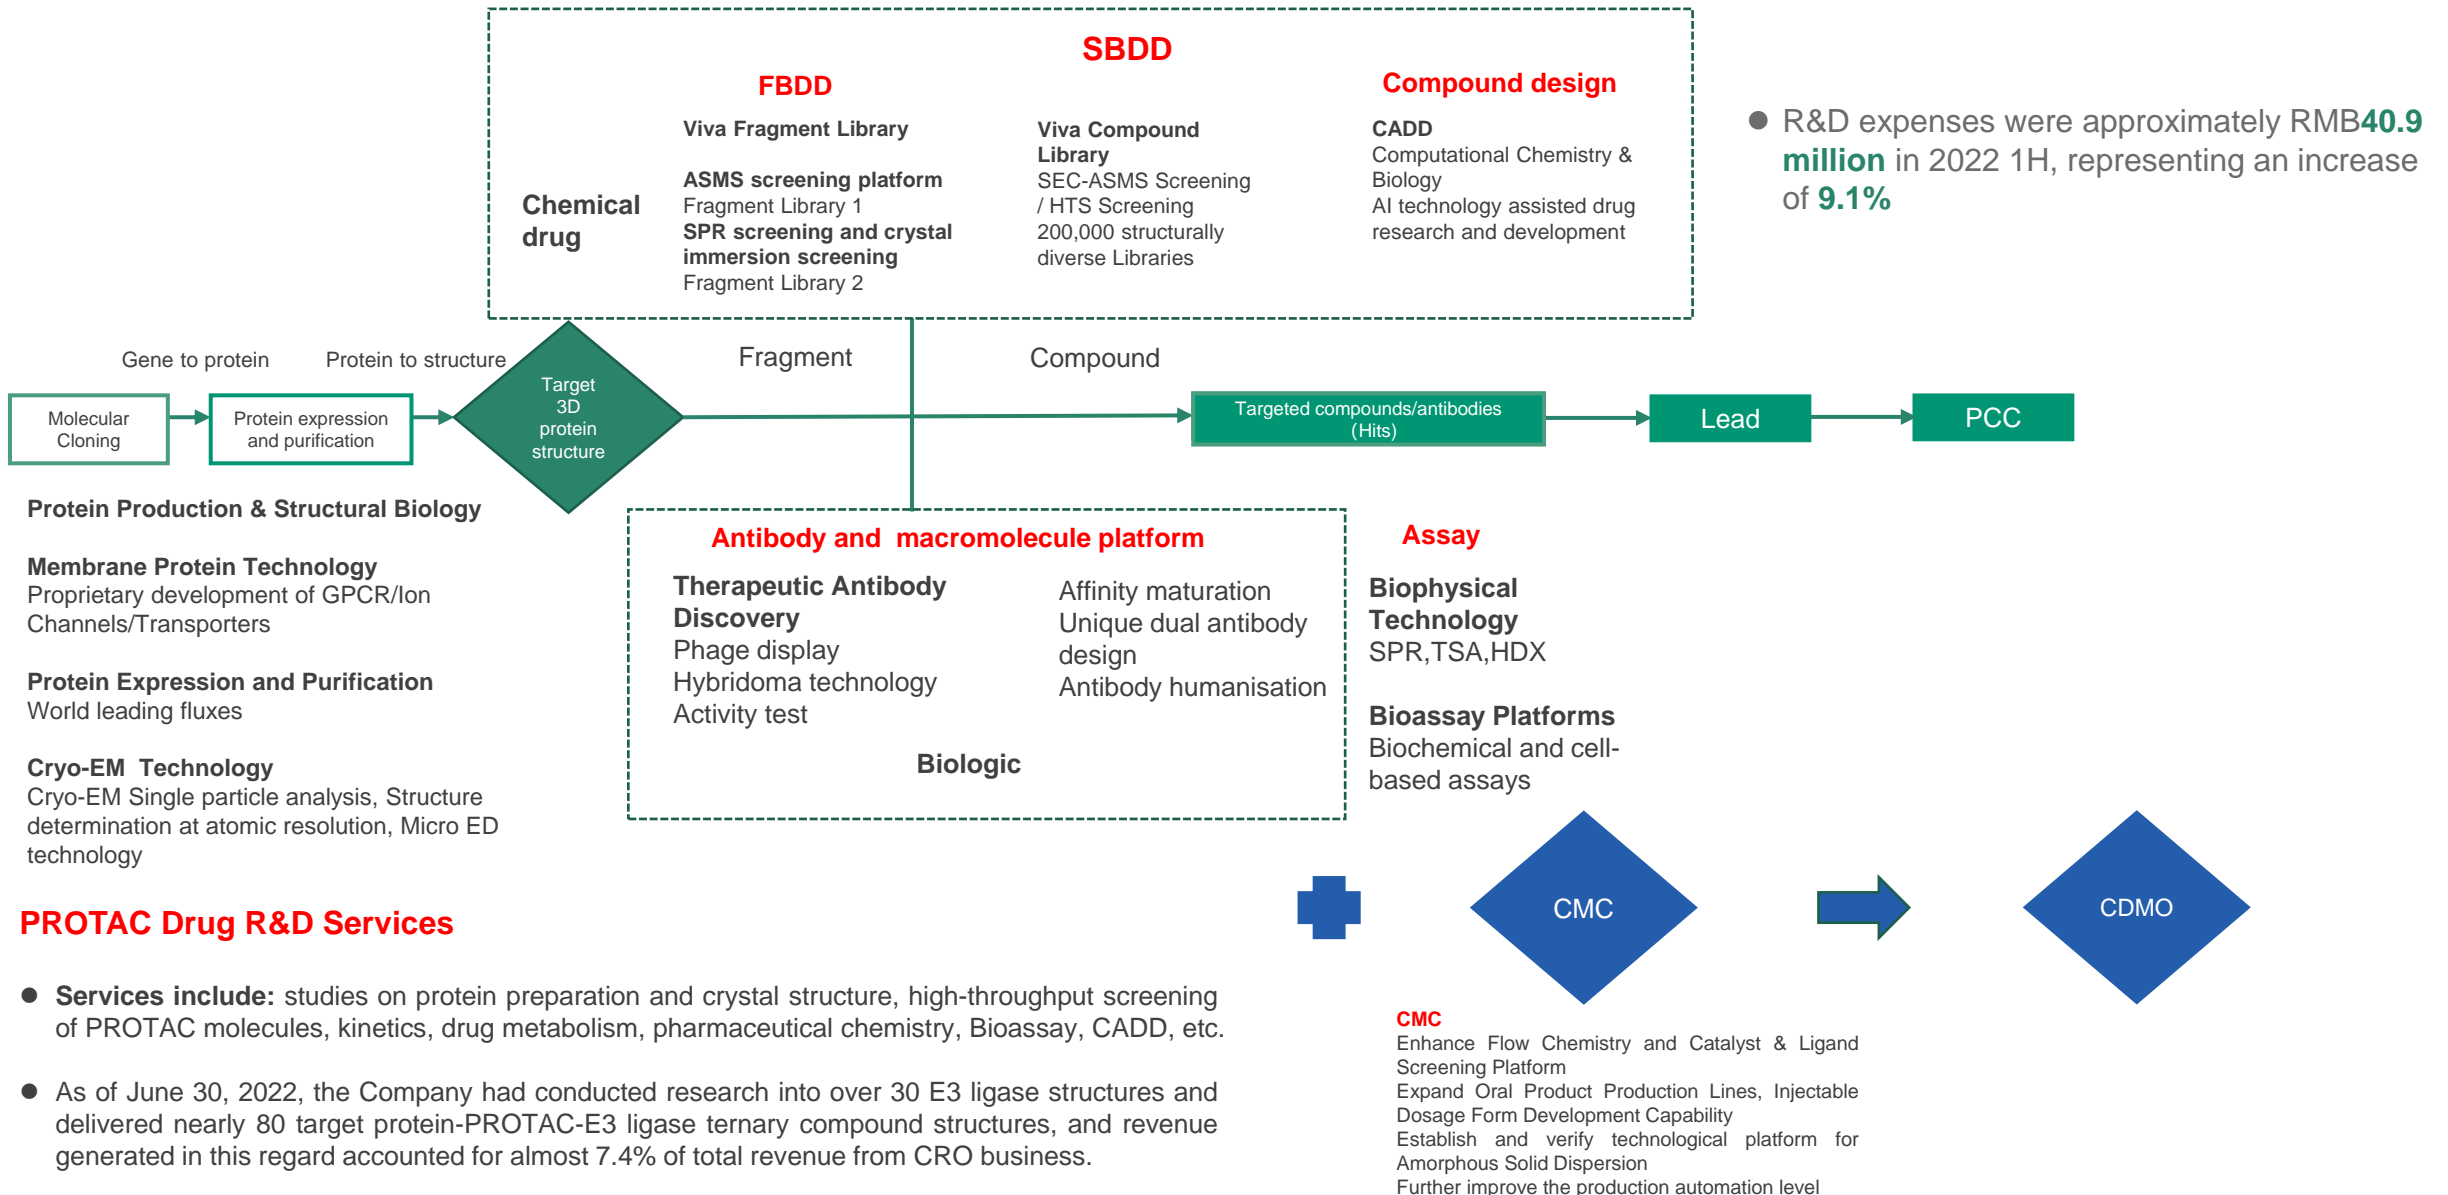 SBDD
FBDD
Viva Fragment Library
ASMS screening platform
Fragment Library 1
SPR screening and crystal
immersion screening
Fragment Library 2
Chemical
drug
Viva Compound
Library
SEC-ASMS Screening
/ HTS Screening
200,000 structurally
diverse Libraries
Compound design
CADD
Computational Chemistry &
Biology
AI technology assisted drug
research and development
● R&D expenses were approximately RMB40.9
million in 2022 1H, representing an increase
of 9.1%
Gene to protein
Protein to structure
Fragment
Compound
Molecular
Cloning
Protein expression
and purification
Target
3D
protein
structure
Targeted compounds/antibodies
(Hits)
Lead
PCC
Protein Production & Structural Biology
Membrane Protein Technology
Proprietary development of GPCR/Ion
Channels/Transporters
Protein Expression and Purification
World leading fluxes
Cryo-EM Technology
Cryo-EM Single particle analysis, Structure
determination at atomic resolution, Micro ED
technology
Antibody and macromolecule platform
Therapeutic Antibody
Discovery
Phage display
Hybridoma technology
Activity test
Affinity maturation
Unique dual antibody
design
Antibody humanisation
Biologic
Assay
Biophysical
Technology
SPR,TSA,HDX
Bioassay Platforms
Biochemical and cell-
based assays
PROTAC Drug R&D Services
● Services include: studies on protein preparation and crystal structure, high-throughput screening
of PROTAC molecules, kinetics, drug metabolism, pharmaceutical chemistry, Bioassay, CADD, etc.
● As of June 30, 2022, the Company had conducted research into over 30 E3 ligase structures and
delivered nearly 80 target protein-PROTAC-E3 ligase ternary compound structures, and revenue
generated in this regard accounted for almost 7.4% of total revenue from CRO business.
CMC
CDMO
CMC
Enhance Flow Chemistry and Catalyst & Ligand
Screening Platform
Expand Oral Product Production Lines, Injectable
Dosage Form Development Capability
Establish and verify technological platform for
Amorphous Solid Dispersion
Further improve the production automation level